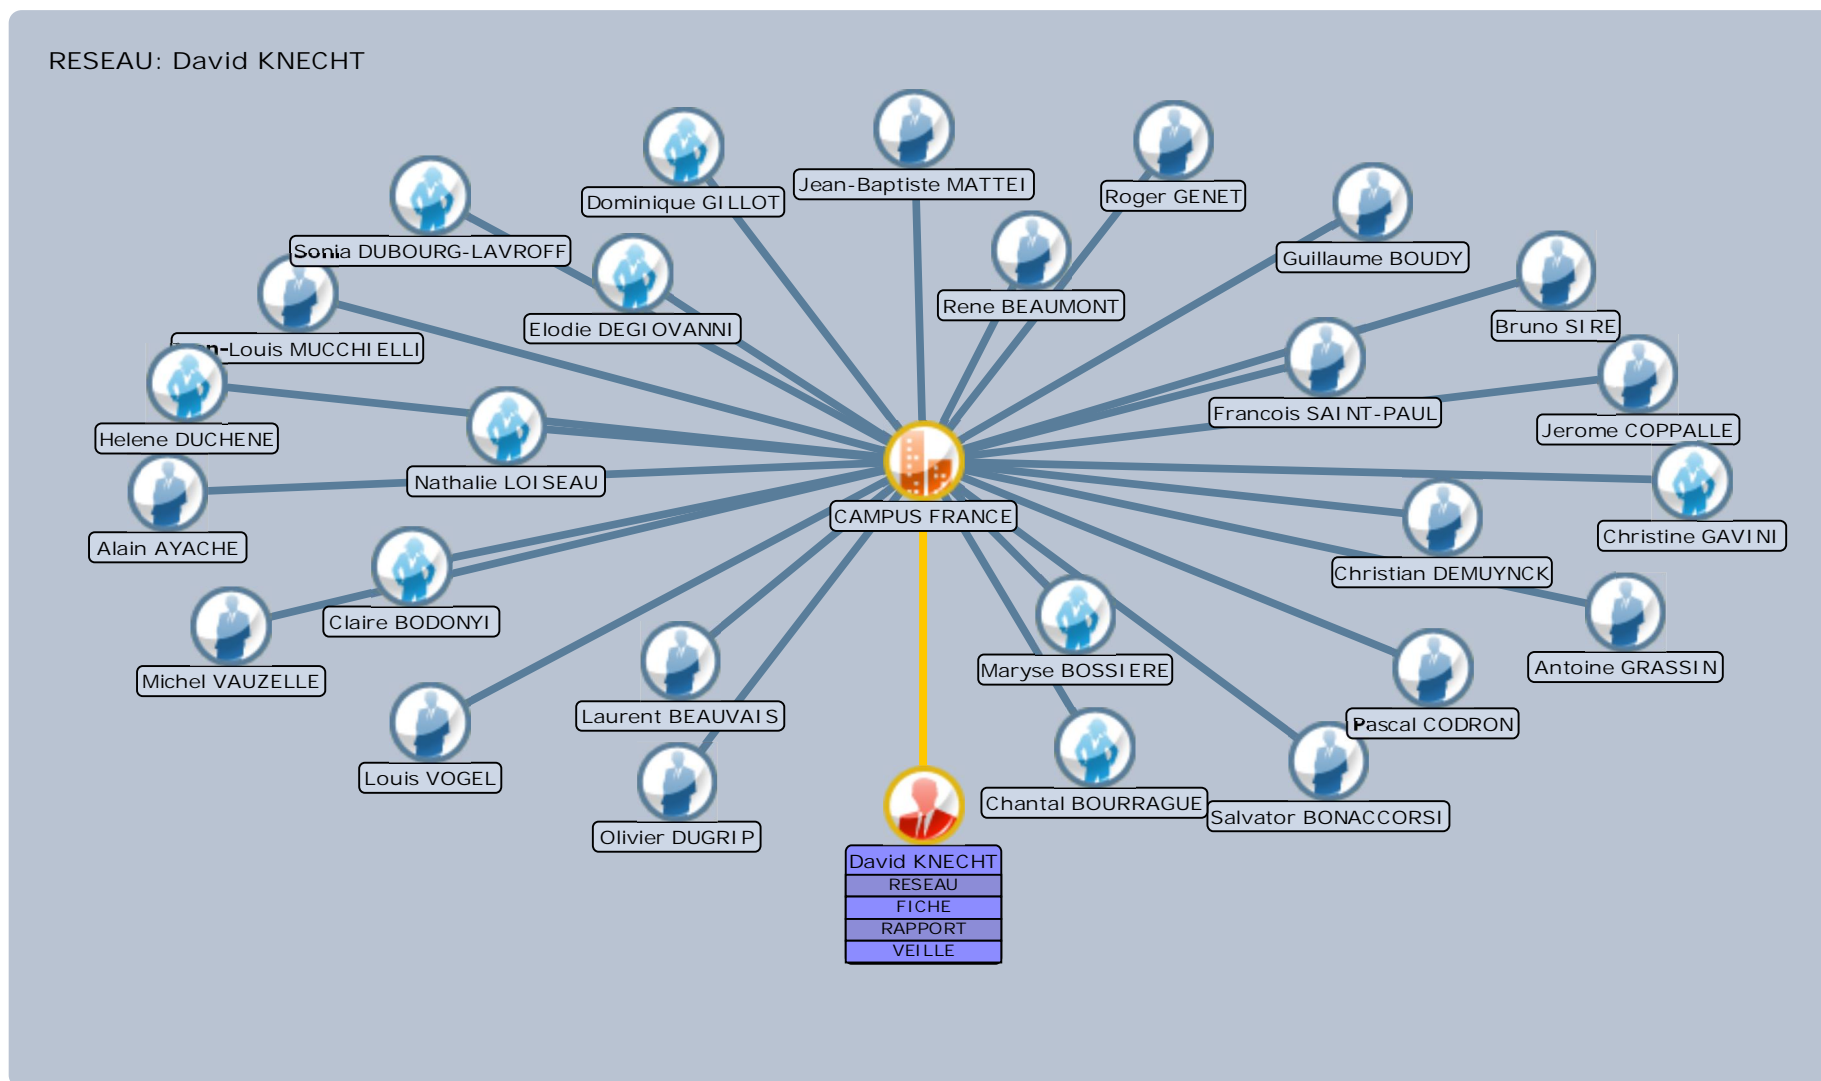 RESEAU: David KNECHT
Jean-Baptiste MATTEI
Roger GENET
Dominique GILLOT
Sonia DUBOURG-LAVROFF
Guillaume BOUDY
Rene BEAUMONT
Bruno SIRE
Elodie DEGIOVANNI
Jean-Louis MUCCHIELLI
Francois SAINT-PAUL
Jerome COPPALLE
Helene DUCHENE
Nathalie LOISEAU
CAMPUS FRANCE
Christine GAVINI
Alain AYACHE
Christian DEMUYNCK
Claire BODONYI
Antoine GRASSIN
Maryse BOSSIERE
Michel VAUZELLE
Laurent BEAUVAIS
Pascal CODRON
Louis VOGEL
Chantal BOURRAGUE
Salvator BONACCORSI
Olivier DUGRIP
David KNECHT
RESEAU
FICHE
RAPPORT
VEILLE